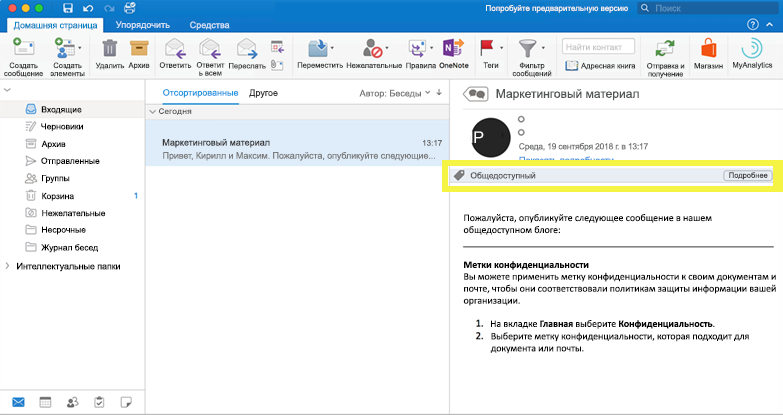 Попробуйте предварительную версию
Поиск
Домашняя страница
Упорядочить
Средства
Создать сообщение
Создать элементы
Удалить
Архив
Ответить
Ответить всем
Переслать
Переместить
Нежелательные
Правила
OneNote
Теги
Фильтр сообщений
Найти контакт
Адресная книга
Отправка и получение
Магазин
MyAnalytics
Входящие
Черновики
Архив
Отправленные
Группы
Корзина 1
Нежелательные
Несрочные
Журнал бесед
Интеллектуальные папки
Отсортированные
Другое
Автор: Беседы
Сегодня
Маркетинговый материал 13:17
Привет, Кирилл и Максим. Пожалуйста, опубликуйте следующие...
Маркетинговый материал
P
Среда, 19 сентября 2018 г. в 13:17
Показать подробности
Общедоступный
Подробнее
Пожалуйста, опубликуйте следующее сообщение в нашем
общедоступном блоге:
Метки конфиденциальности
Вы можете применить метку конфиденциальности к своим документам и
почте, чтобы они соответствовали политикам защиты информации вашей
организации.
1. На вкладке Главная выберите Конфиденциальность.
2. Выберите метку конфиденциальности, которая подходит для
документа или почты.